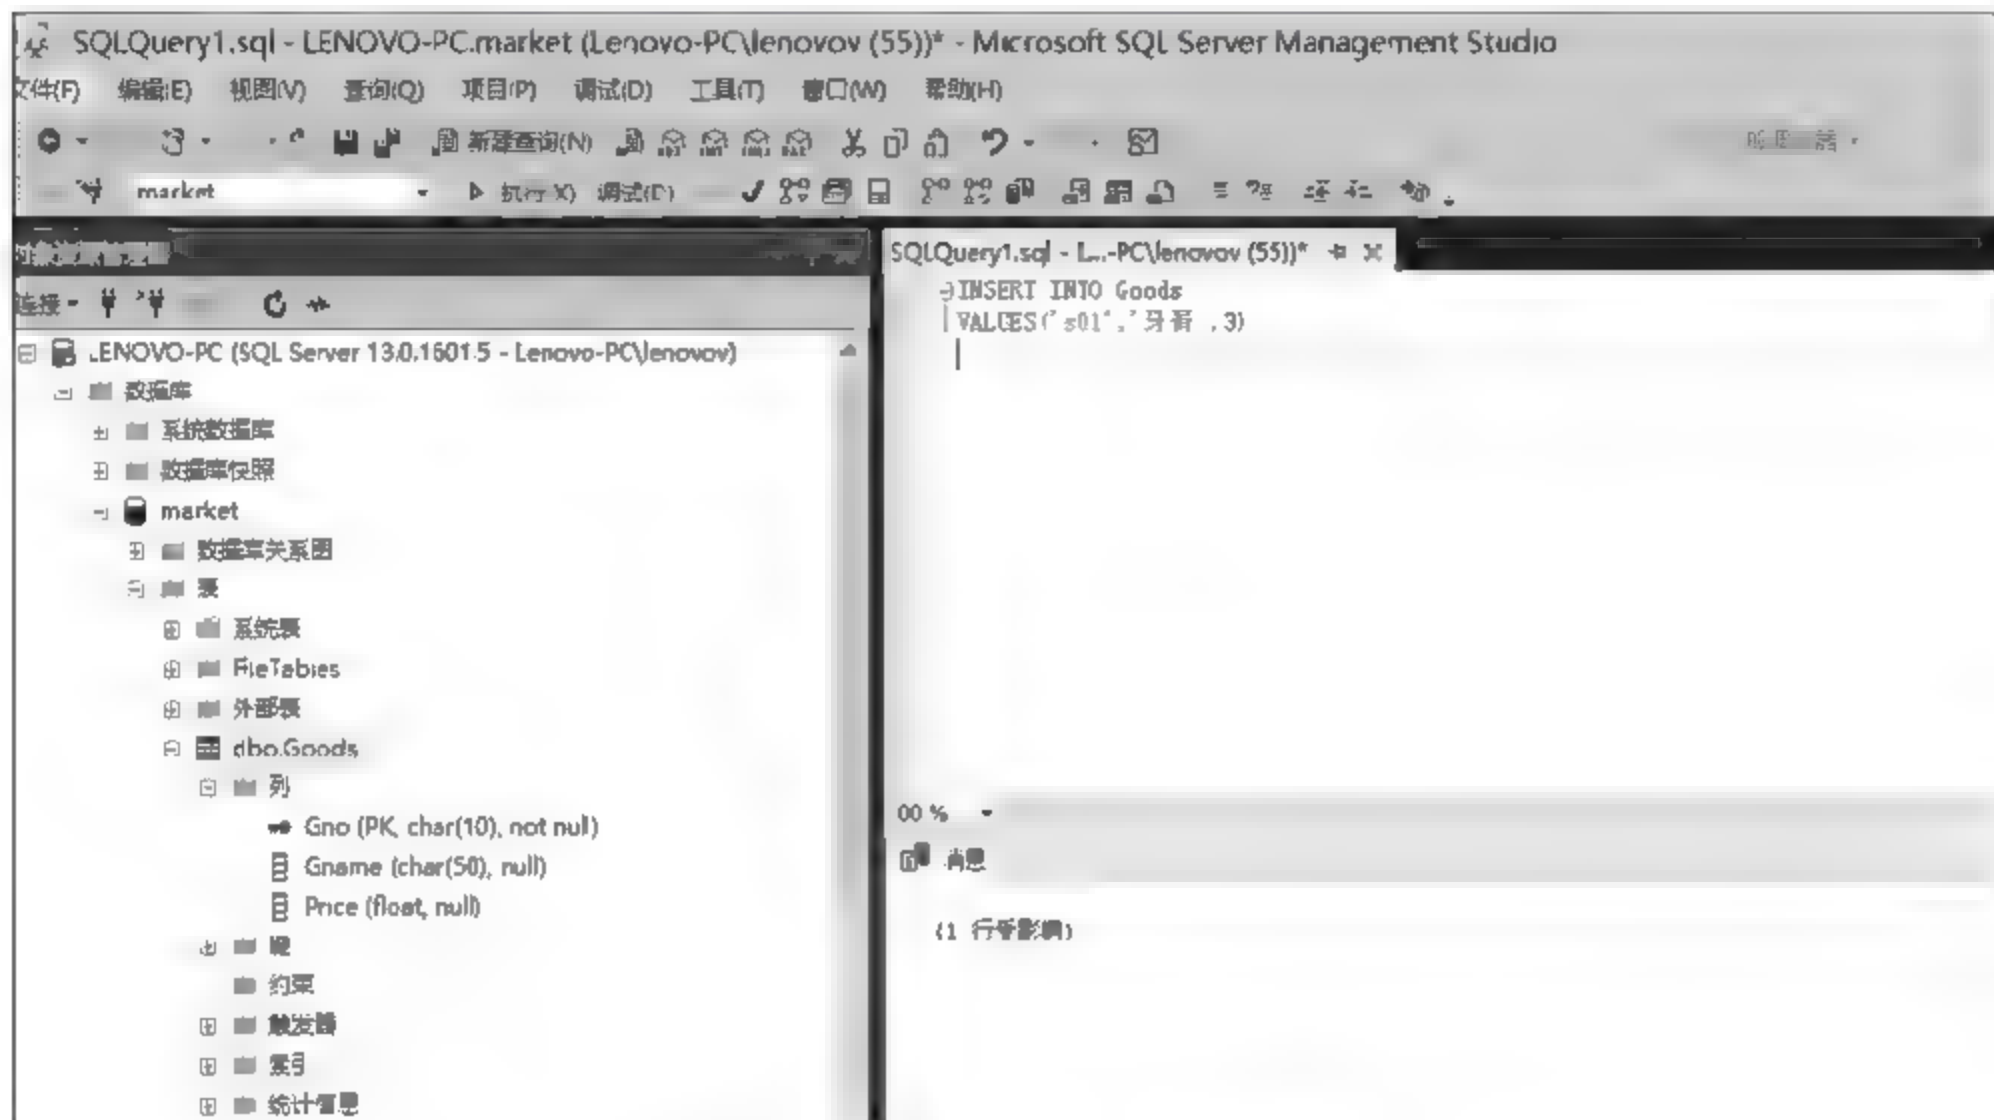 SQLQuery1.sql - LENOVO-PC.market (Lenovo-PC\lenovov (55))* - Microsoft SQL Server Management Studio
文件(F) 编辑(E) 视图(V) 查询(Q) 项目(P) 调试(D) 工具(T) 窗口(W) 帮助(H)
新建查询(N)
market 执行(X) 调试(D)
SQLQuery1.sql - L...-PC\lenovov (55))*
连接
INSERT INTO Goods
VALUES('s01','牙膏 ,3)
LENOVO-PC (SQL Server 13.0.1601.5 - Lenovo-PC\lenovov)
数据库
系统数据库
数据库快照
market
数据库关系图
表
系统表
FileTables
外部表
dbo.Goods
列
Gno (PK, char(10), not null)
Gname (char(50), null)
Price (float, null)
键
约束
触发器
索引
统计信息
00 %
消息
(1 行受影响)